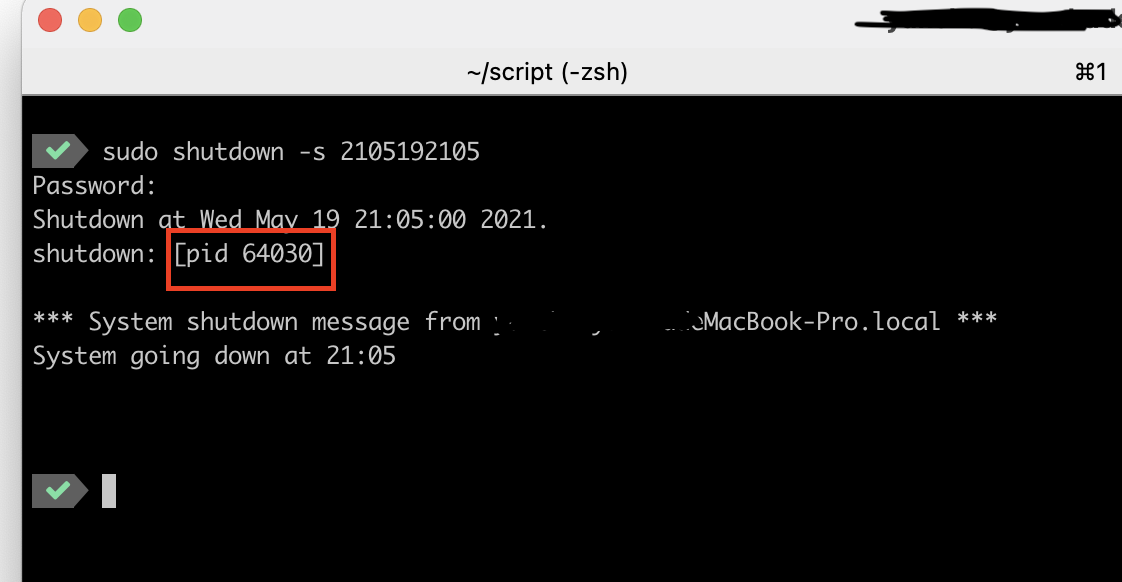 ~/script (-zsh)
⌘1
sudo shutdown -s 2105192105
Password:
Shutdown at Wed May 19 21:05:00 2021.
shutdown: [pid 64030]
*** System shutdown message from MacBook-Pro.local ***
System going down at 21:05